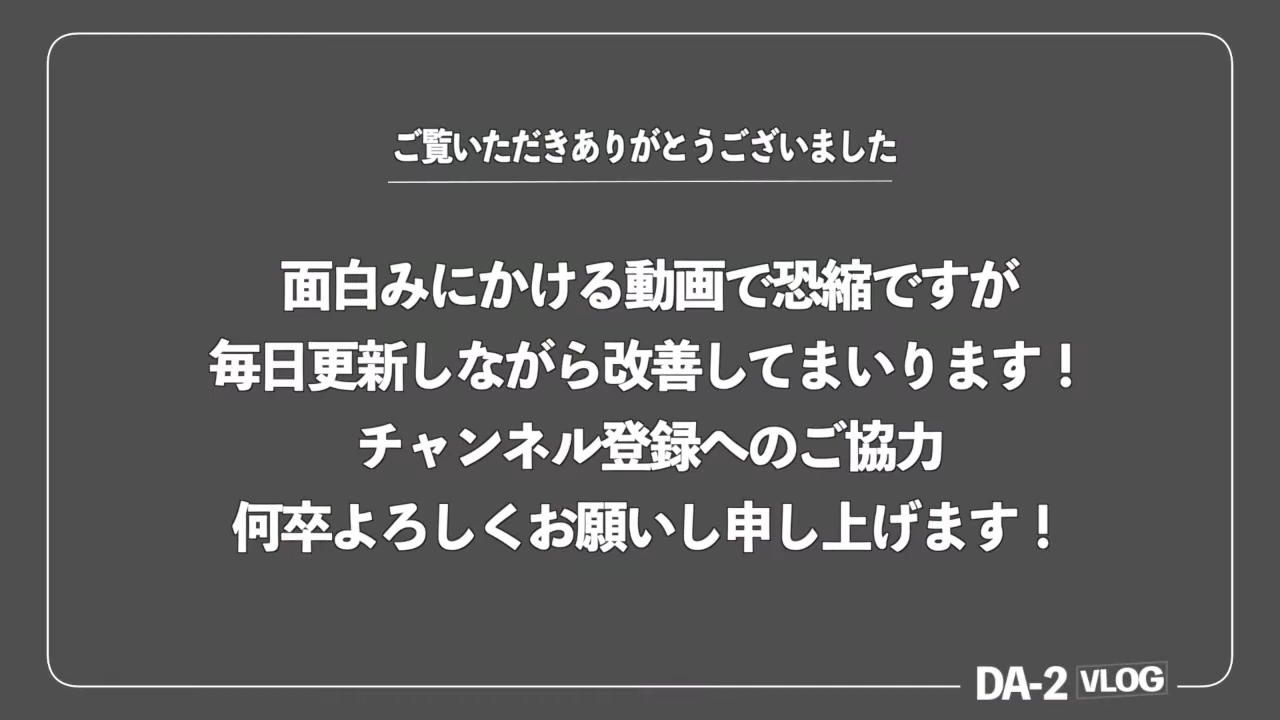 ご覧いただきありがとうございました
面白みにかける動画で恐縮ですが
毎日更新しながら改善してまいります！
チャンネル登録へのご協力
何卒よろしくお願いし申し上げます！
DA-2 VLOG